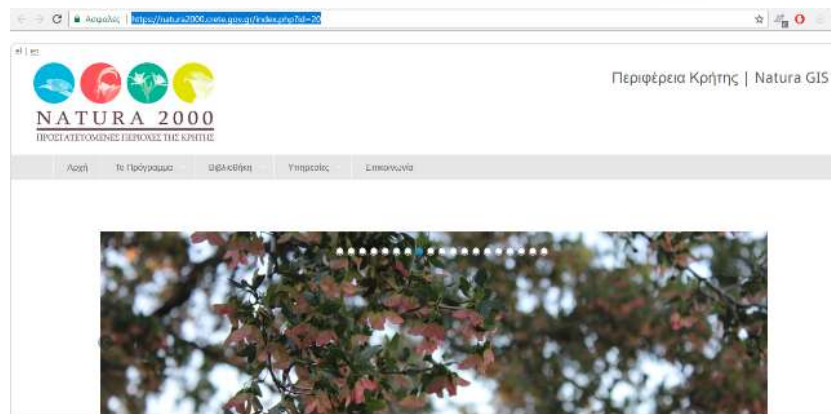 Ασφαλές | https://natura2000.crete.gov.gr/index.php?id=20
el | en
Περιφέρεια Κρήτης | Natura GIS
NATURA 2000
ΠΡΟΣΤΑΤΕΥΟΜΕΝΕΣ ΠΕΡΙΟΧΕΣ ΤΗΣ ΚΡΗΤΗΣ
Αρχή Το Πρόγραμμα Βιβλιοθήκη Υπηρεσίες Επικοινωνία